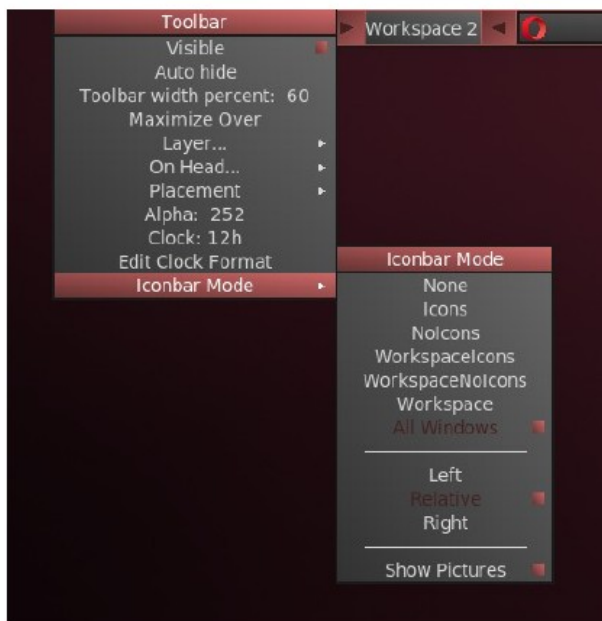 Toolbar
Workspace 2
Visible
Auto hide
Toolbar width percent: 60
Maximize Over
Layer...
On Head...
Placement
Alpha: 252
Clock: 12h
Edit Clock Format
Iconbar Mode
Iconbar Mode
None
Icons
NoIcons
WorkspaceIcons
WorkspaceNoIcons
Workspace
All Windows
Left
Relative
Right
Show Pictures